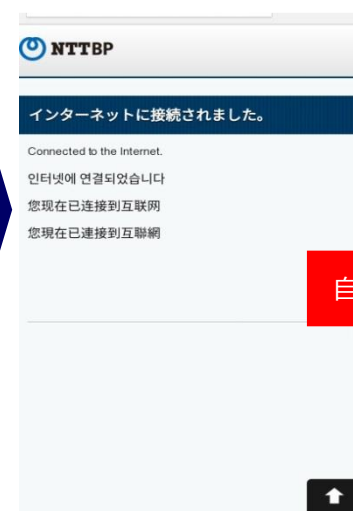 NTTBP
インターネットに接続されました。
Connected to the Internet.
인터넷에 연결되었습니다
您现在已连接到互联网
您現在已連接到互聯網
自